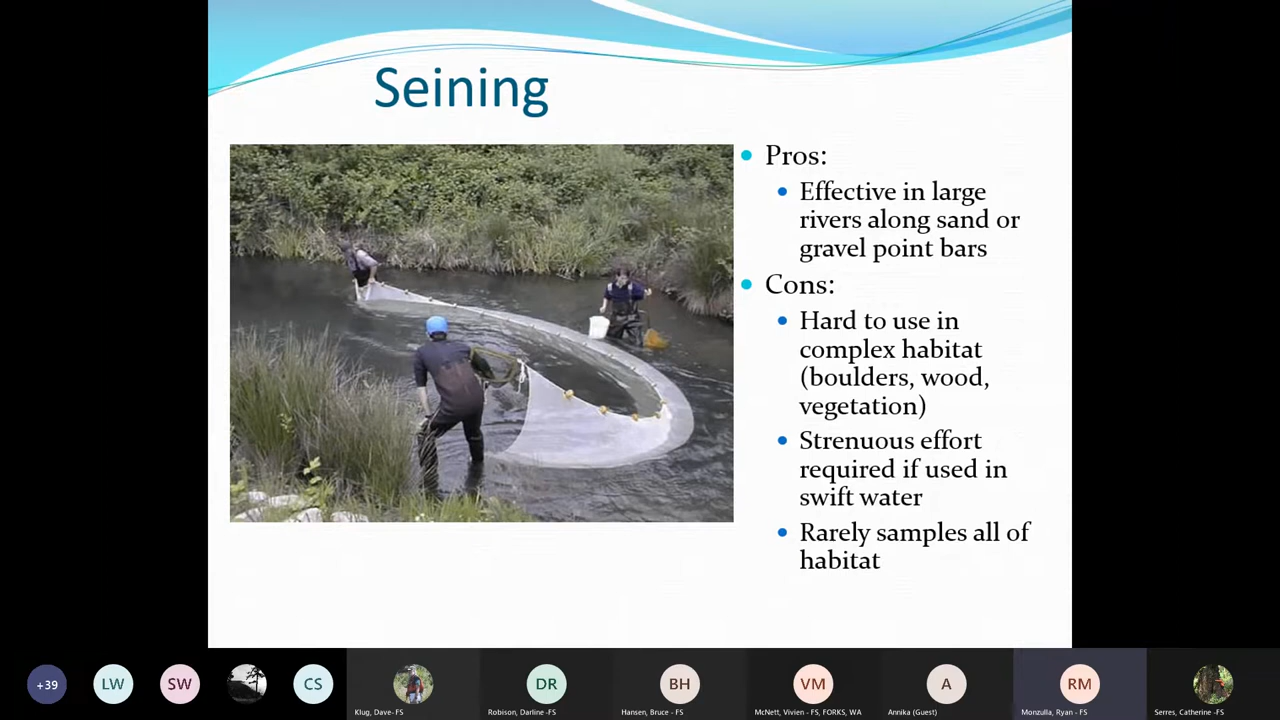 Seining
Pros:
Effective in large
rivers along sand or
gravel point bars
Cons:
Hard to use in
complex habitat
(boulders, wood,
vegetation)
Strenuous effort
required if used in
swift water
Rarely samples all of
habitat
+39
LW
SW
CS
Klug, Dave- FS
DR
Robison, Darline -FS
BH
Hansen, Bruce - FS
VM
McNett, Vivien - FS, FORKS, WA
A
Annika (Guest)
RM
Monzulla, Ryan - FS
Serres, Catherine -FS